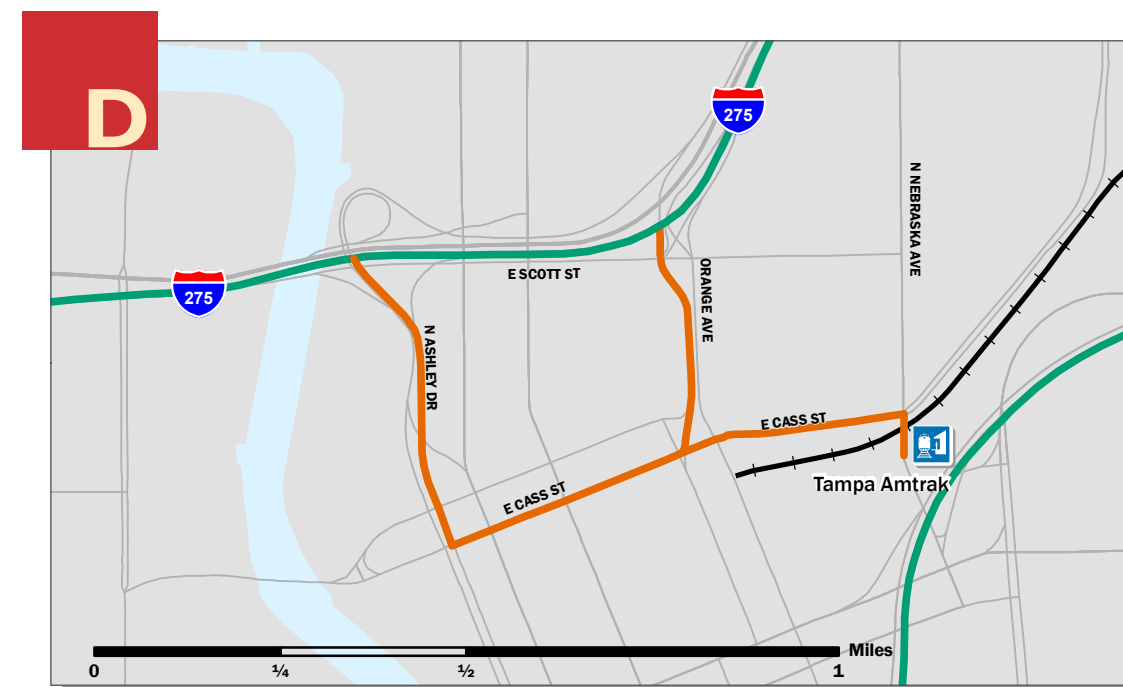 D
275
N NEBRASKA AVE
E SCOTT ST
ORANGE AVE
275
N ASHLEY DR
E CASS ST
E CASS ST
Tampa Amtrak
Miles
0 ¼ ½ 1